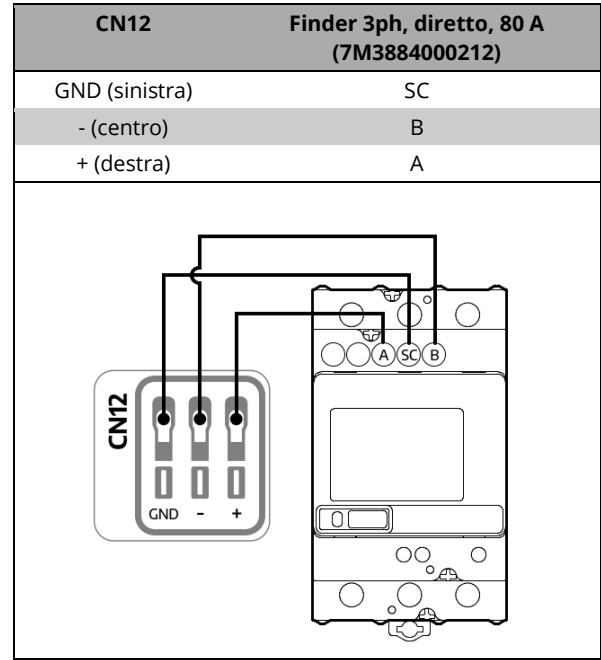 CN12 Finder 3ph, diretto, 80 A
(7M3884000212)
GND (sinistra) SC
- (centro) B
+ (destra) A
A SC B
CN12
GND - +